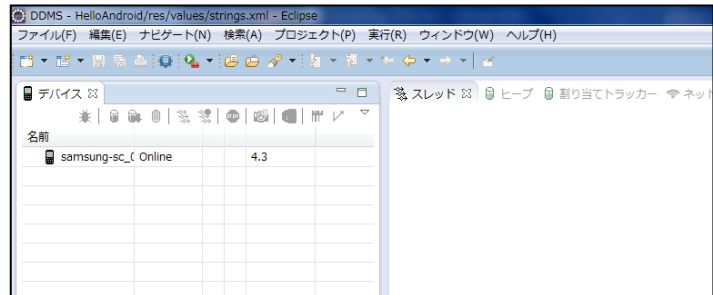 DDMS - HelloAndroid/res/values/strings.xml - Eclipse
ファイル(F) 編集(E) ナビゲート(N) 検索(A) プロジェクト(P) 実行(R) ウィンドウ(W) ヘルプ(H)
デバイス スレッド ヒープ 割り当てトラッカー ネット
名前
samsung-sc_0 Online 4.3